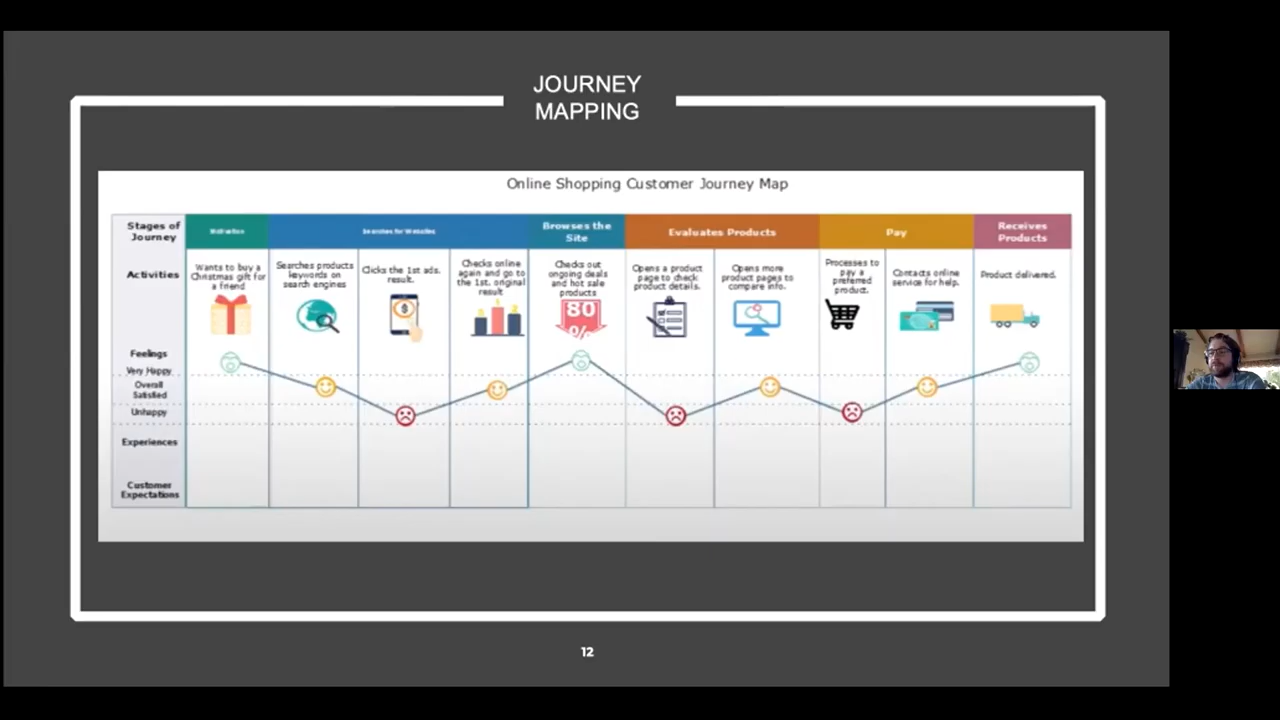 JOURNEY
MAPPING
Online Shopping Customer Journey Map
Stages of
Journey
Motivation
Searches for Websites
Browses the
Site
Evaluates Products
Pay
Receives
Products
Activities
Wants to buy a
Christmas gift for
a friend
Searches products
keywords on
search engines
Clicks the 1st ads.
result.
Checks online
again and go to
the 1st. original
result
Checks out
ongoing deals
and hot sale
products
80
%
Opens a product
page to check
product details.
Opens more
product pages to
compare info.
Processes to
pay a
preferred
product.
Contacts online
service for help.
Product delivered.
$
Feelings
Very Happy
Overall
Satisfied
Unhappy
Experiences
Customer
Expectations
12